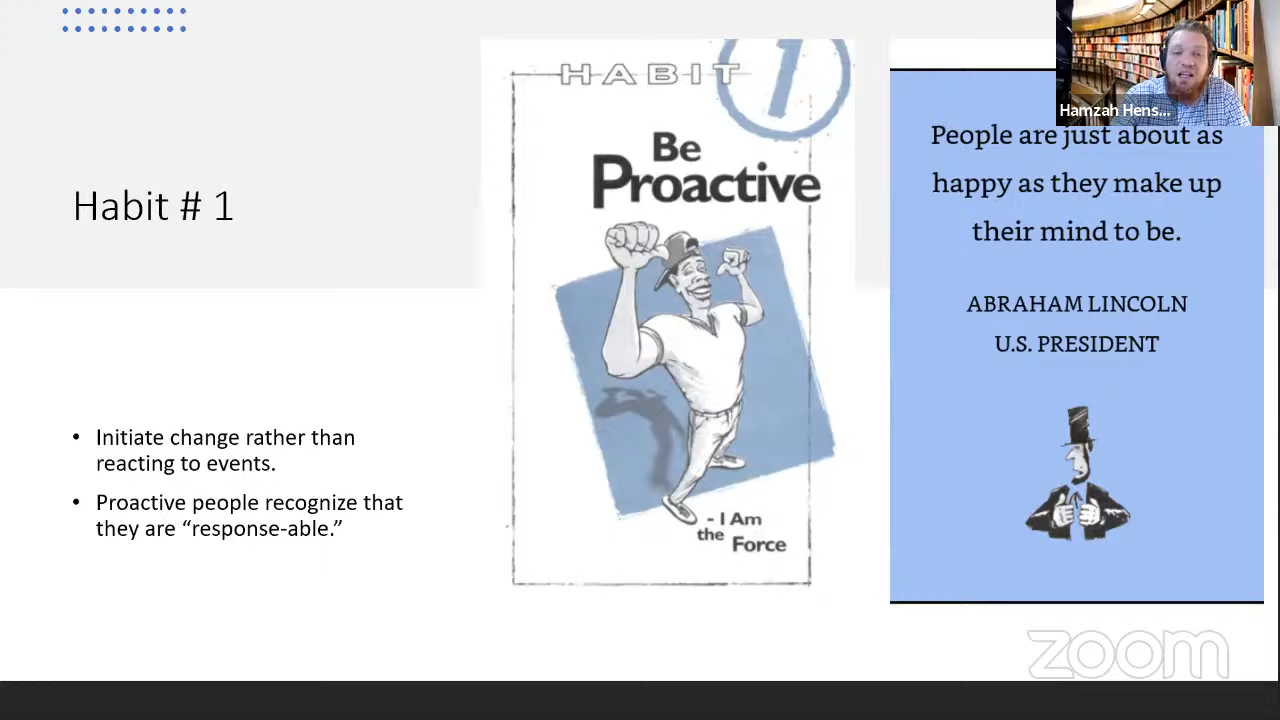 Habit # 1
• Initiate change rather than
reacting to events.
• Proactive people recognize that
they are “response-able.”
HABIT 1
Be
Proactive
- I Am
the Force
People are just about as
happy as they make up
their mind to be.
ABRAHAM LINCOLN
U.S. PRESIDENT
Hamzah Hens...
zoom